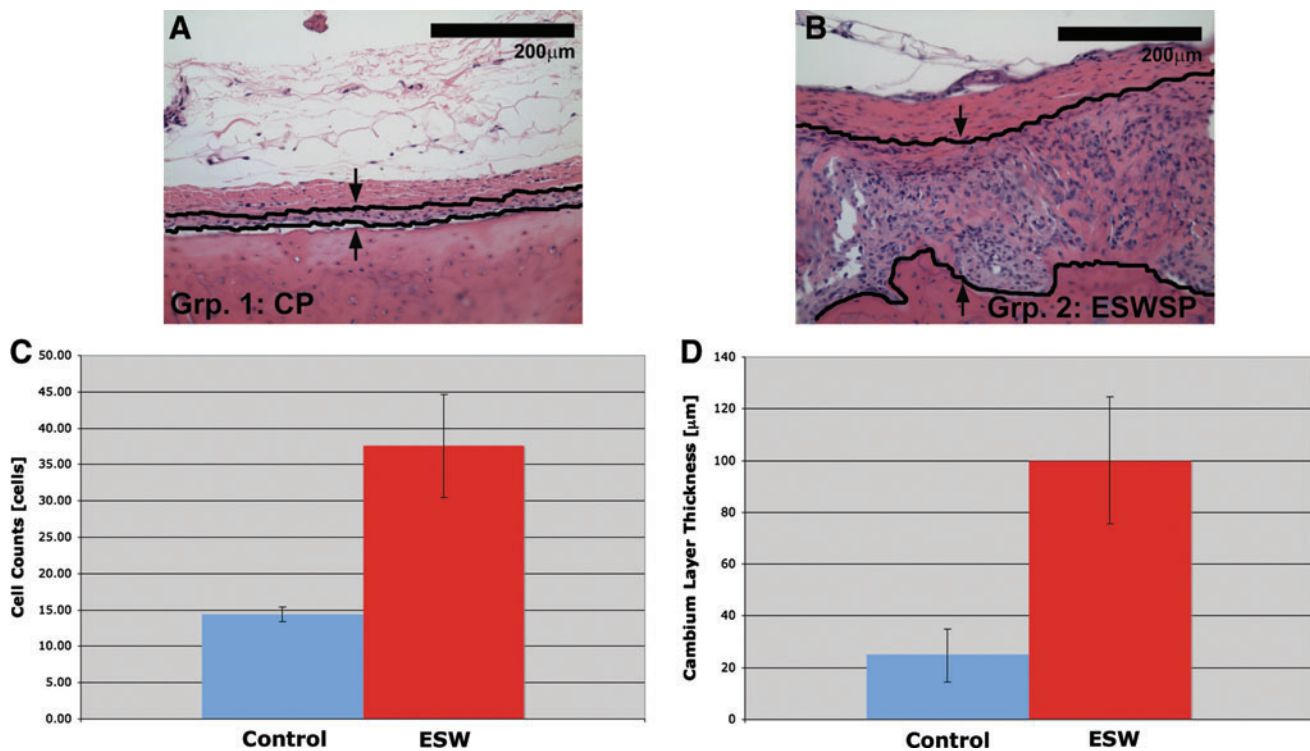 A
200μm
Grp. 1: CP
B
200μm
Grp. 2: ESWSP
C
Cell Counts [cells]
50.00
45.00
40.00
35.00
30.00
25.00
20.00
15.00
10.00
5.00
0.00
Control
ESW
D
Cambium Layer Thickness [μm]
140
120
100
80
60
40
20
0
Control
ESW